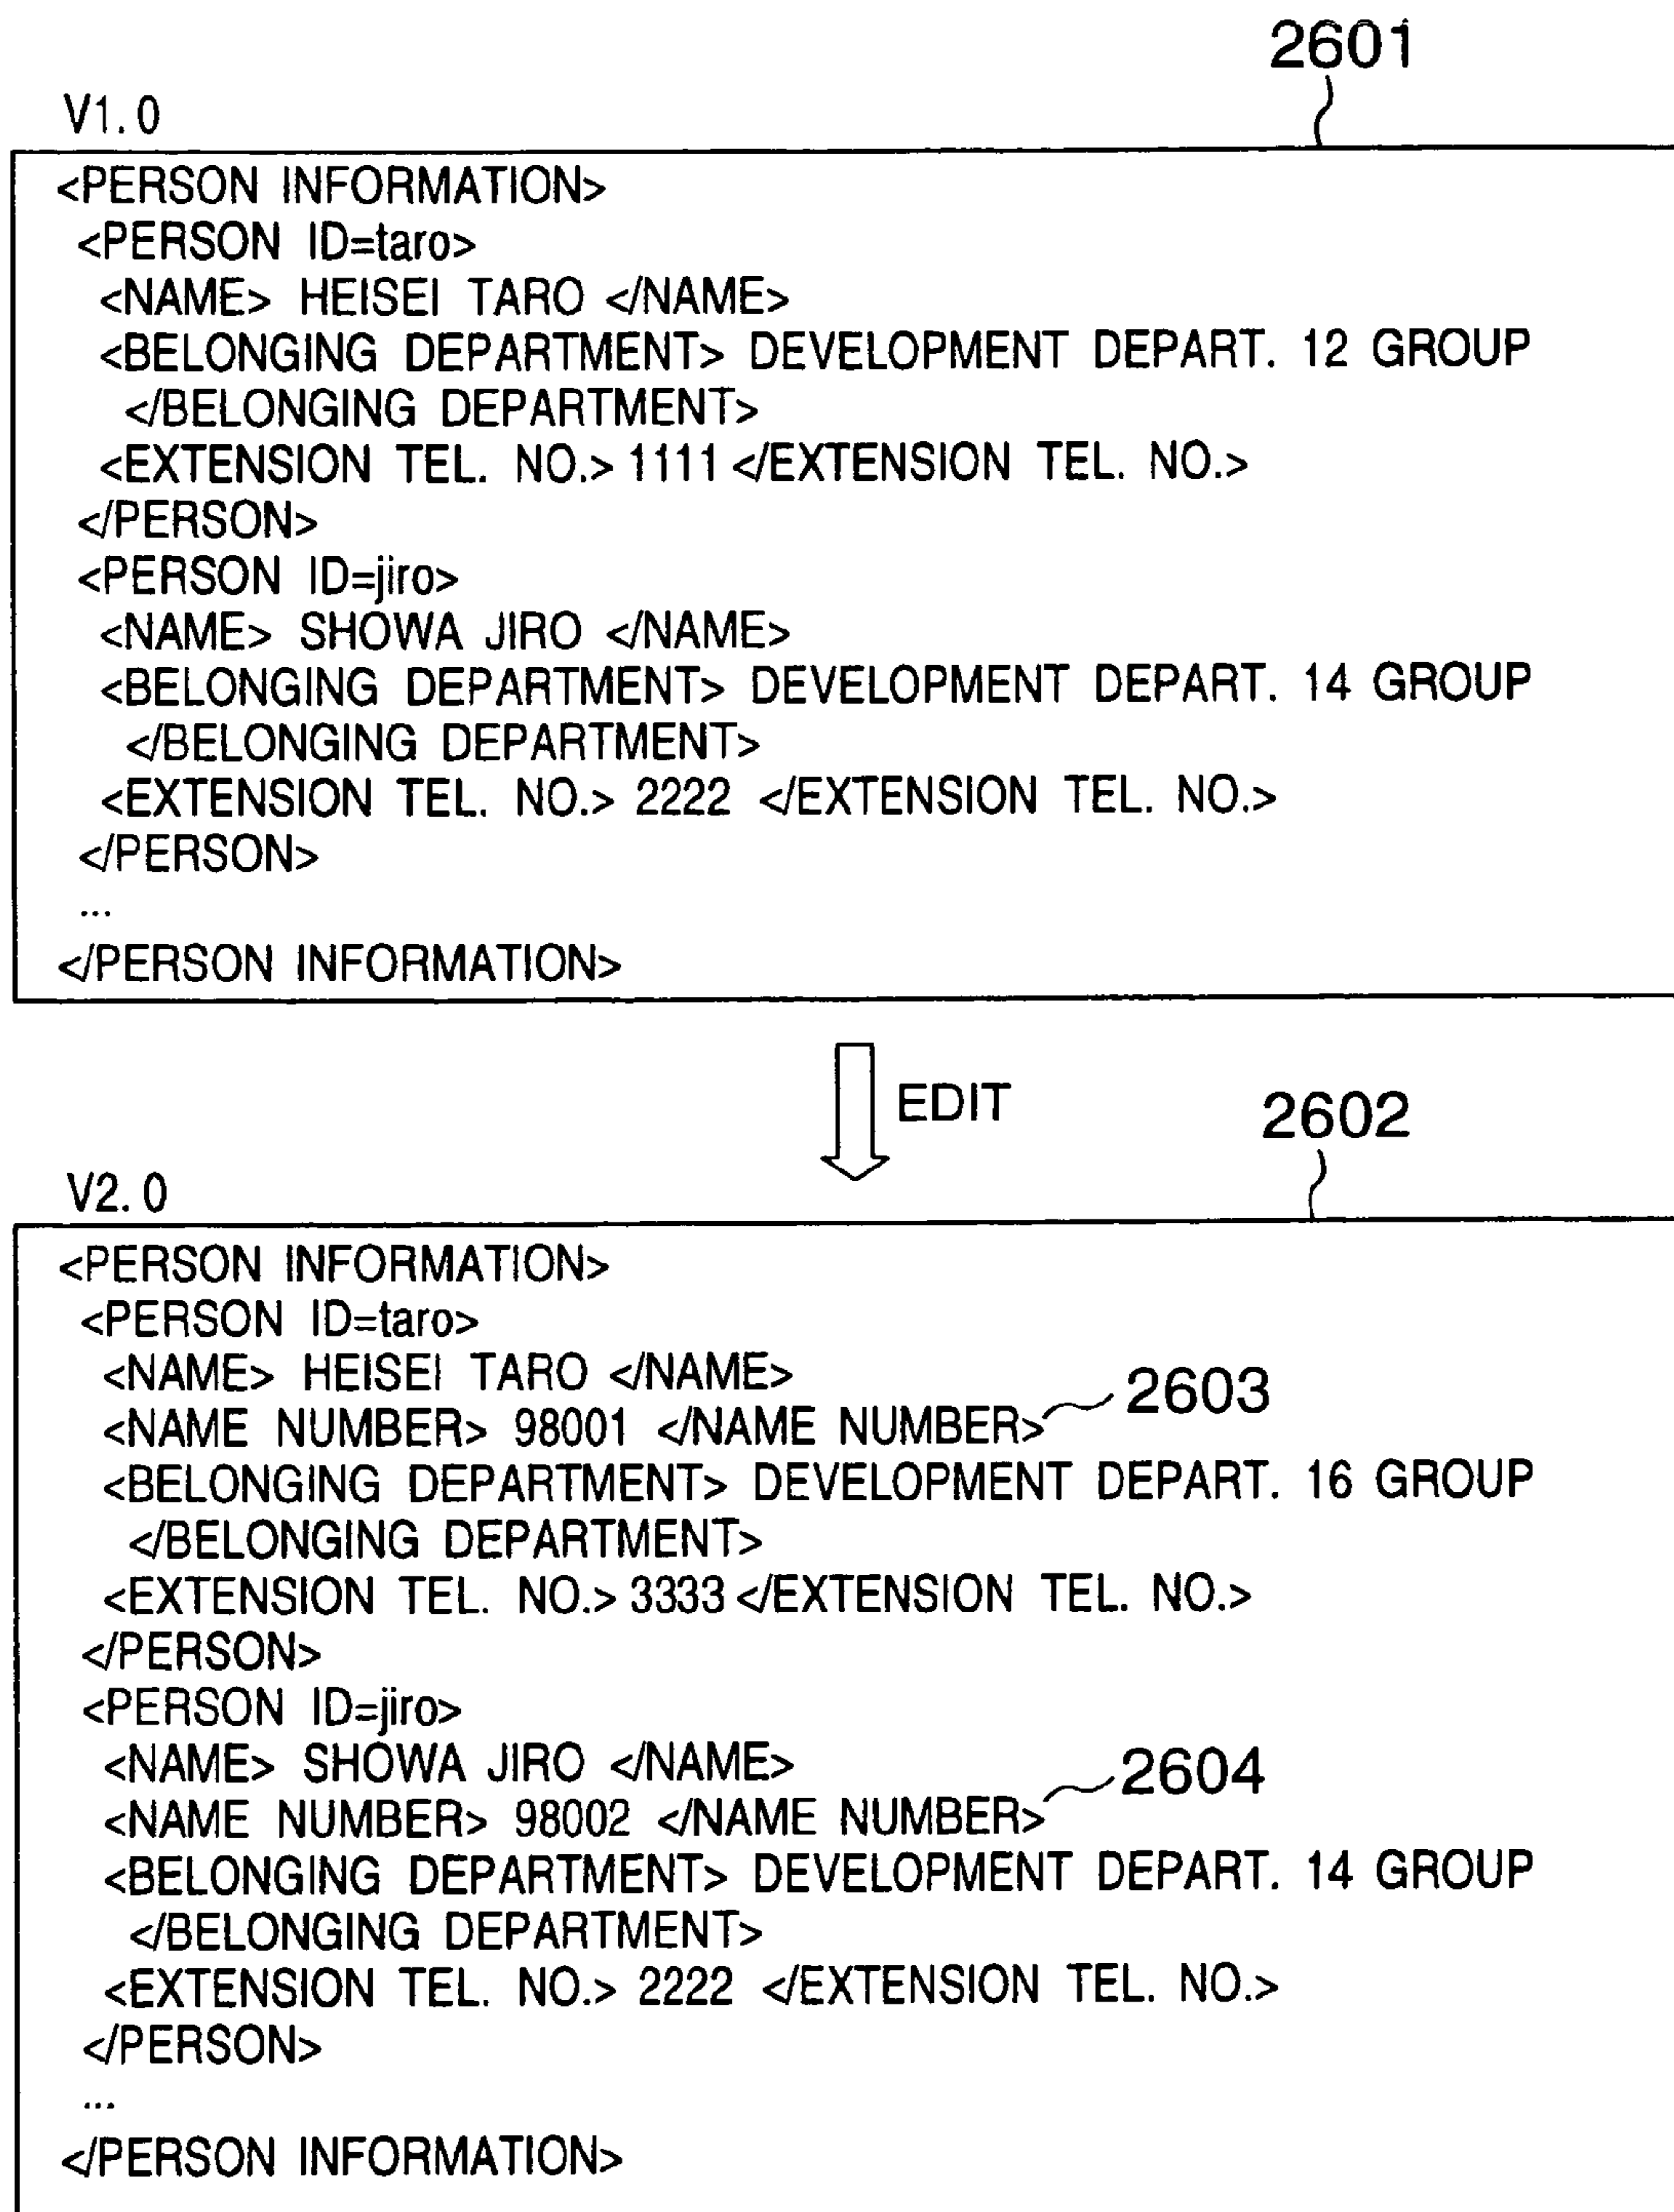 2601
V1.0
<PERSON INFORMATION>
<PERSON ID=taro>
<NAME> HEISEI TARO </NAME>
<BELONGING DEPARTMENT> DEVELOPMENT DEPART. 12 GROUP
</BELONGING DEPARTMENT>
<EXTENSION TEL. NO.> 1111 </EXTENSION TEL. NO.>
</PERSON>
<PERSON ID=jiro>
<NAME> SHOWA JIRO </NAME>
<BELONGING DEPARTMENT> DEVELOPMENT DEPART. 14 GROUP
</BELONGING DEPARTMENT>
<EXTENSION TEL. NO.> 2222 </EXTENSION TEL. NO.>
</PERSON>
...
</PERSON INFORMATION>
EDIT
2602
V2.0
<PERSON INFORMATION>
<PERSON ID=taro>
<NAME> HEISEI TARO </NAME>
<NAME NUMBER> 98001 </NAME NUMBER> 2603
<BELONGING DEPARTMENT> DEVELOPMENT DEPART. 16 GROUP
</BELONGING DEPARTMENT>
<EXTENSION TEL. NO.> 3333 </EXTENSION TEL. NO.>
</PERSON>
<PERSON ID=jiro>
<NAME> SHOWA JIRO </NAME>
<NAME NUMBER> 98002 </NAME NUMBER> 2604
<BELONGING DEPARTMENT> DEVELOPMENT DEPART. 14 GROUP
</BELONGING DEPARTMENT>
<EXTENSION TEL. NO.> 2222 </EXTENSION TEL. NO.>
</PERSON>
...
</PERSON INFORMATION>